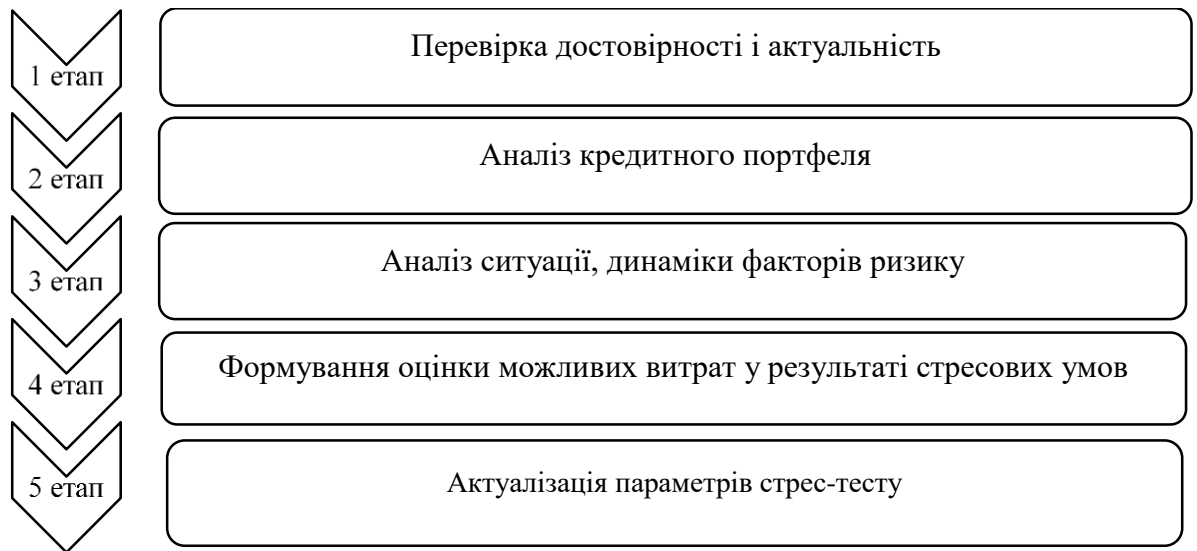 1 етап
Перевірка достовірності і актуальність
2 етап
Аналіз кредитного портфеля
3 етап
Аналіз ситуації, динаміки факторів ризику
4 етап
Формування оцінки можливих витрат у результаті стресових умов
5 етап
Актуалізація параметрів стрес-тесту